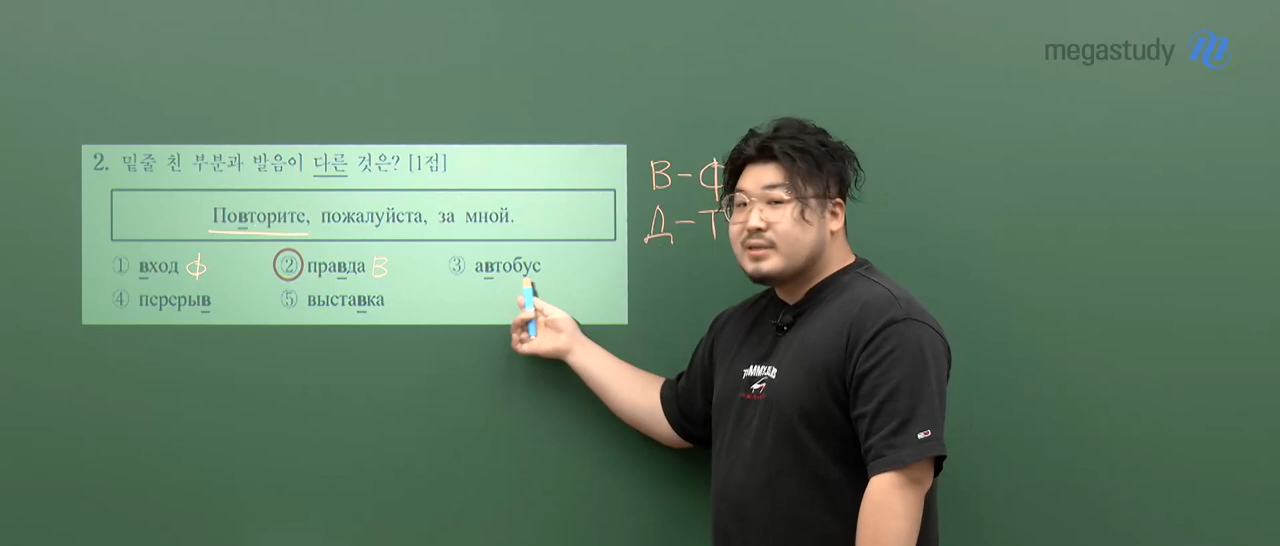 megastudy
2. 밑줄 친 부분과 발음이 다른 것은? [1점]
Повторите, пожалуйста, за мной.
① вход ф ② правда В ③ автобус
④ перерыв ⑤ выставка
В - Ф
Д - Т